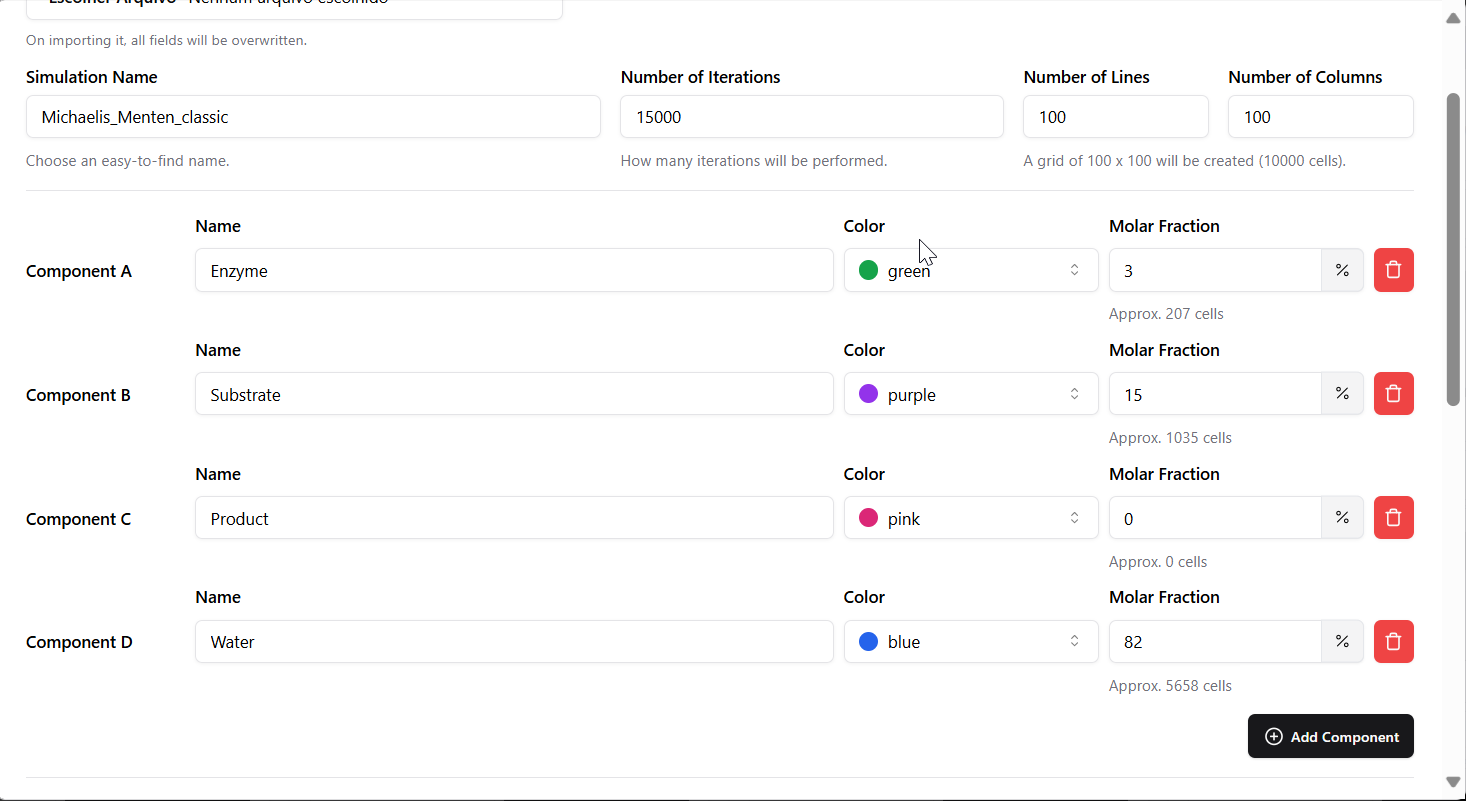 Escolher Arquivo Nenhum arquivo escolhido
On importing it, all fields will be overwritten.
Simulation Name
Number of Iterations
Number of Lines
Number of Columns
Michaelis_Menten_classic
15000
100
100
Choose an easy-to-find name.
How many iterations will be performed.
A grid of 100 x 100 will be created (10000 cells).
Name
Color
Molar Fraction
Component A
Enzyme
green
3
%
Approx. 207 cells
Name
Color
Molar Fraction
Component B
Substrate
purple
15
%
Approx. 1035 cells
Name
Color
Molar Fraction
Component C
Product
pink
0
%
Approx. 0 cells
Name
Color
Molar Fraction
Component D
Water
blue
82
%
Approx. 5658 cells
Add Component